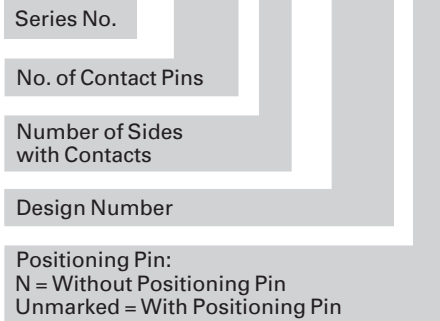 Series No.
No. of Contact Pins
Number of Sides
with Contacts
Design Number
Positioning Pin:
N = Without Positioning Pin
Unmarked = With Positioning Pin